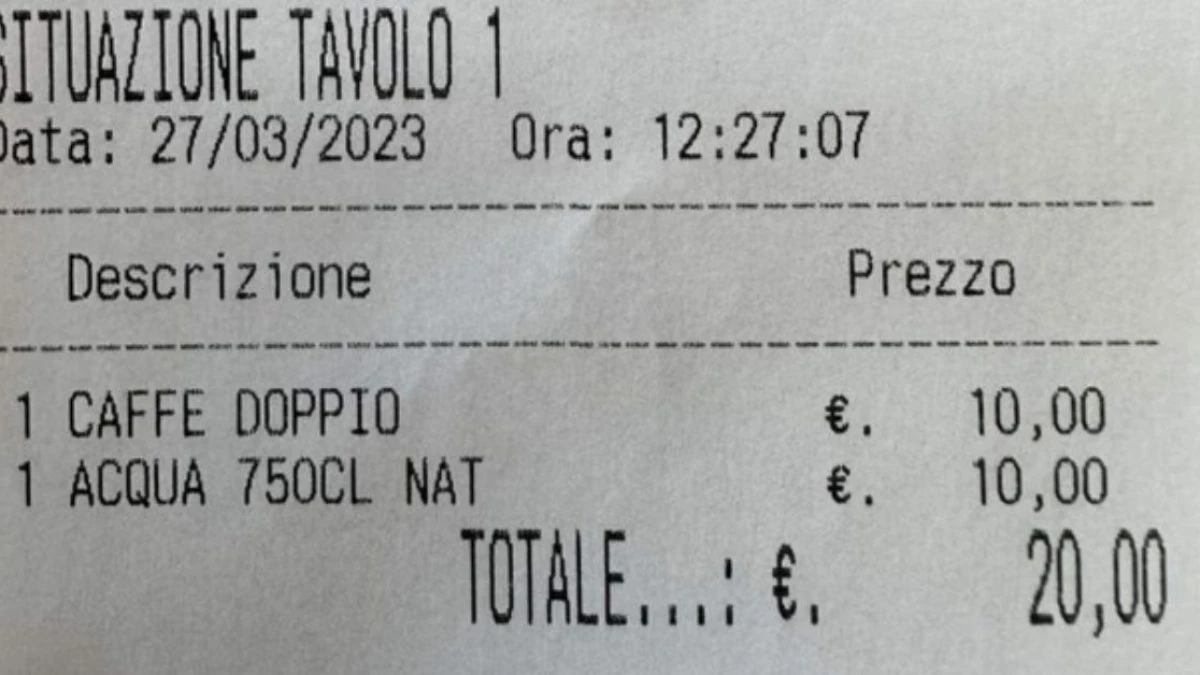 SITUAZIONE TAVOLO 1
Data: 27/03/2023 Ora: 12:27:07
Descrizione Prezzo
1 CAFFE DOPPIO €. 10,00
1 ACQUA 750CL NAT €. 10,00
TOTALE...: €. 20,00